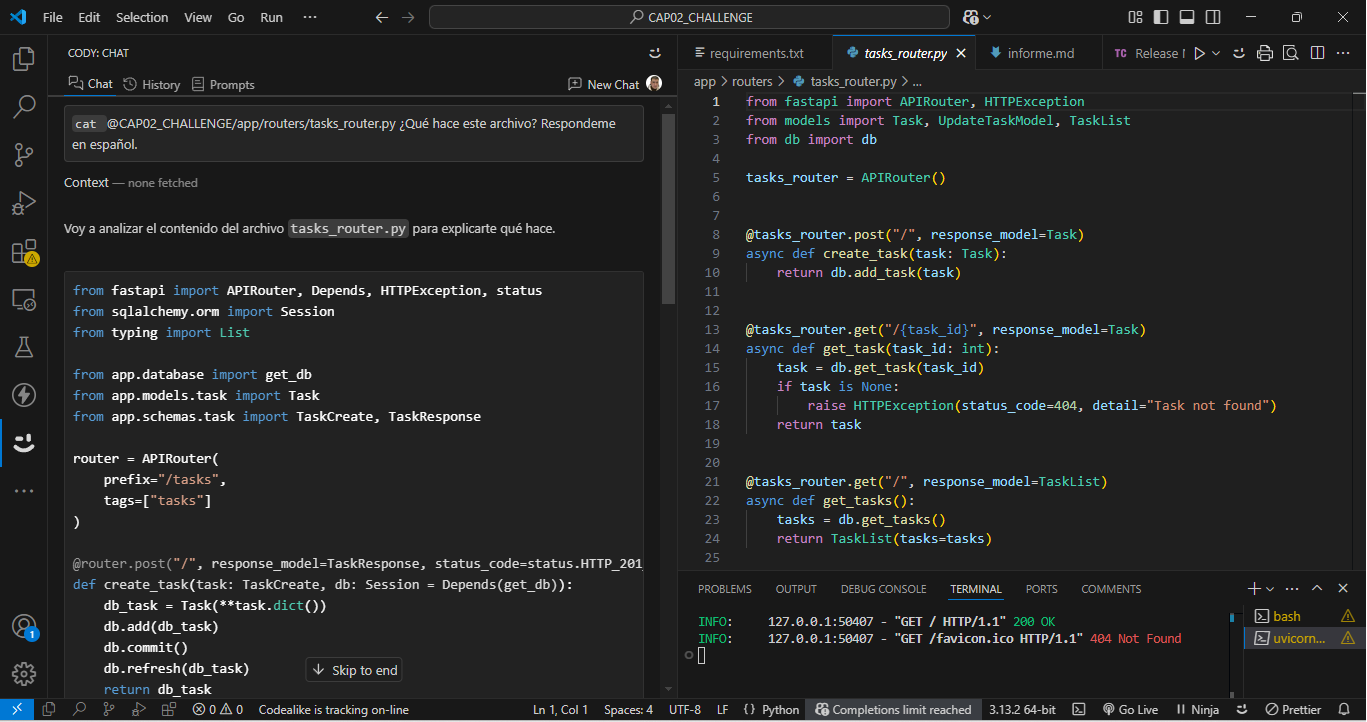 File Edit Selection View Go Run ··· CAP02_CHALLENGE
CODY: CHAT
Chat History Prompts New Chat
cat @CAP02_CHALLENGE/app/routers/tasks_router.py ¿Qué hace este archivo? Respondeme
en español.
Context — none fetched
Voy a analizar el contenido del archivo tasks_router.py para explicarte qué hace.
from fastapi import APIRouter, Depends, HTTPException, status
from sqlalchemy.orm import Session
from typing import List
from app.database import get_db
from app.models.task import Task
from app.schemas.task import TaskCreate, TaskResponse
router = APIRouter(
prefix="/tasks",
tags=["tasks"]
)
@router.post("/", response_model=TaskResponse, status_code=status.HTTP_201_
def create_task(task: TaskCreate, db: Session = Depends(get_db)):
db_task = Task(**task.dict())
db.add(db_task)
db.commit()
db.refresh(db_task)
return db_task
Skip to end
1
requirements.txt tasks_router.py informe.md TC Release
app > routers > tasks_router.py > ...
1 from fastapi import APIRouter, HTTPException
2 from models import Task, UpdateTaskModel, TaskList
3 from db import db
4
5 tasks_router = APIRouter()
6
7
8 @tasks_router.post("/", response_model=Task)
9 async def create_task(task: Task):
10 return db.add_task(task)
11
12
13 @tasks_router.get("/{task_id}", response_model=Task)
14 async def get_task(task_id: int):
15 task = db.get_task(task_id)
16 if task is None:
17 raise HTTPException(status_code=404, detail="Task not found")
18 return task
19
20
21 @tasks_router.get("/", response_model=TaskList)
22 async def get_tasks():
23 tasks = db.get_tasks()
24 return TaskList(tasks=tasks)
25
PROBLEMS OUTPUT DEBUG CONSOLE TERMINAL PORTS COMMENTS
INFO: 127.0.0.1:50407 - "GET / HTTP/1.1" 200 OK
INFO: 127.0.0.1:50407 - "GET /favicon.ico HTTP/1.1" 404 Not Found
bash
uvicorn...
0 0 Codealike is tracking on-line Ln 1, Col 1 Spaces: 4 UTF-8 LF {} Python Completions limit reached 3.13.2 64-bit Go Live Ninja Prettier